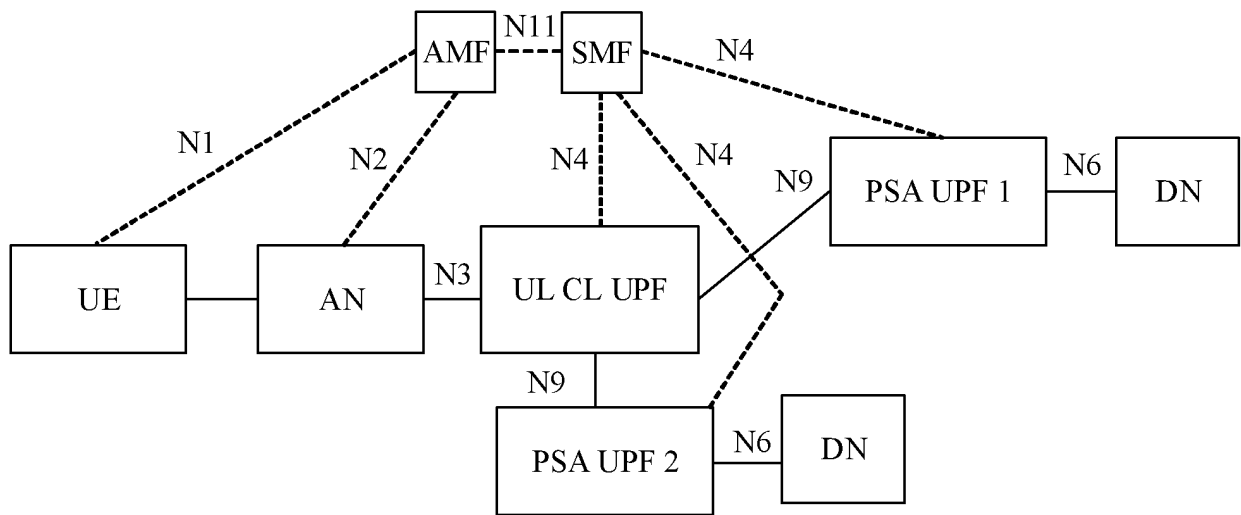 N11
AMF
SMF
N4
N1
N2
N4
N4
N9
PSA UPF 1
N6
DN
UE
AN
N3
UL CL UPF
N9
PSA UPF 2
N6
DN